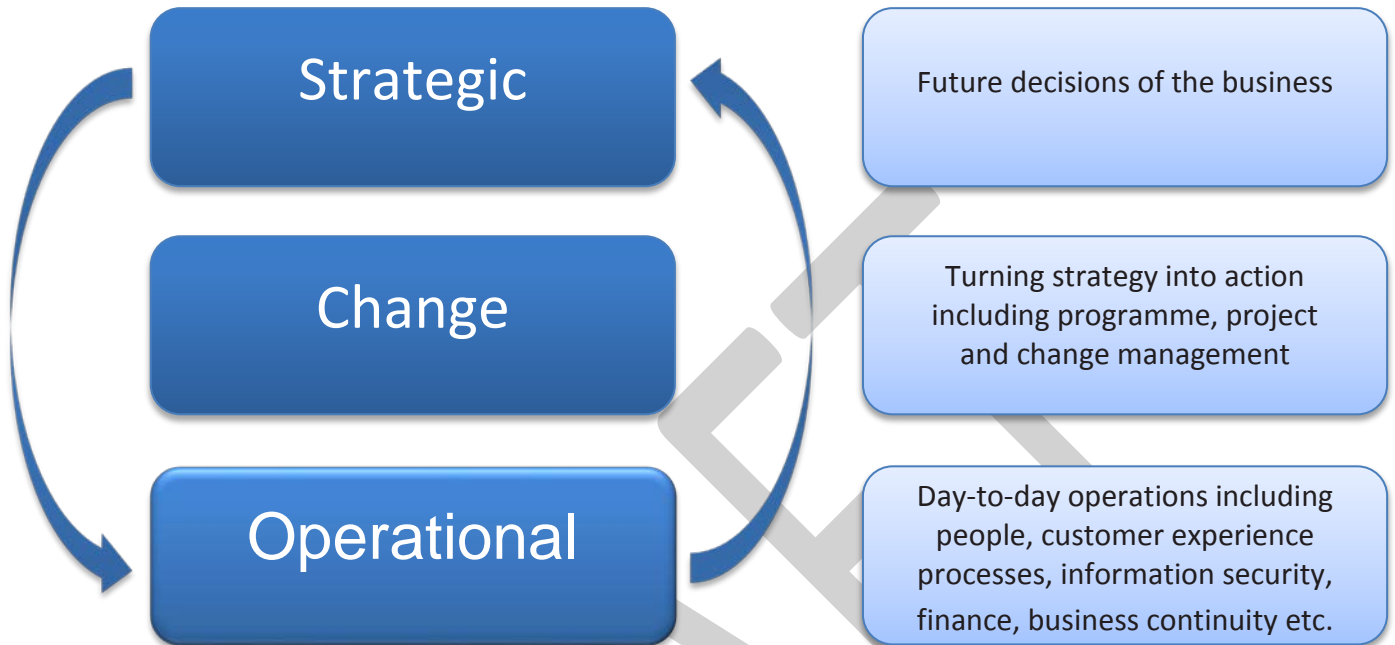 Strategic
Future decisions of the business
Change
Turning strategy into action
including programme, project
and change management
Operational
Day-to-day operations including
people, customer experience
processes, information security,
finance, business continuity etc.